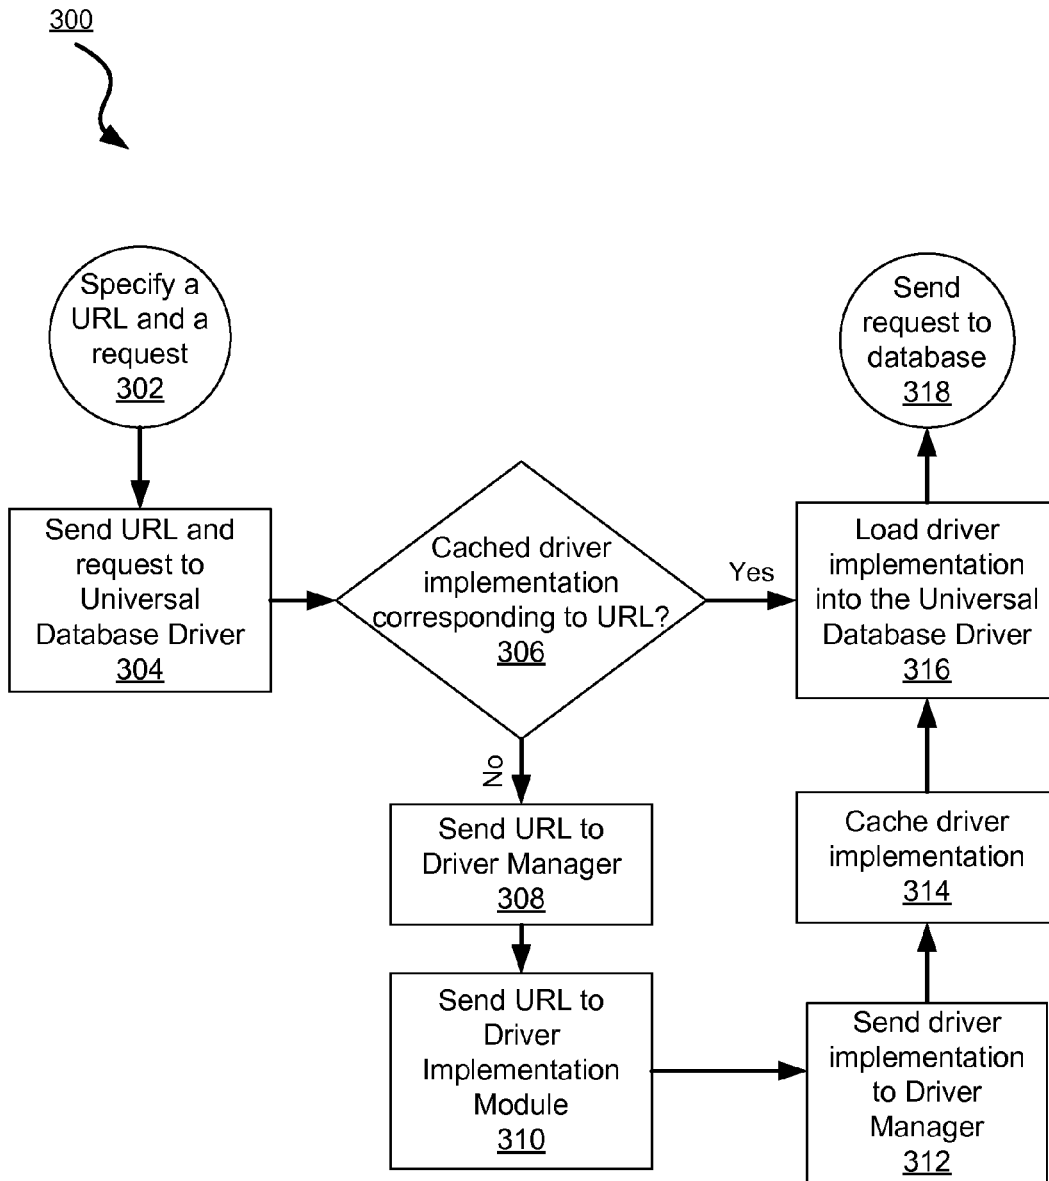 300
Specify a
URL and a
request
302
Send URL and
request to
Universal
Database Driver
304
Cached driver
implementation
corresponding to URL?
306
Yes
No
Send URL to
Driver Manager
308
Send URL to
Driver
Implementation
Module
310
Send driver
implementation
to Driver
Manager
312
Cache driver
implementation
314
Load driver
implementation
into the Universal
Database Driver
316
Send
request to
database
318